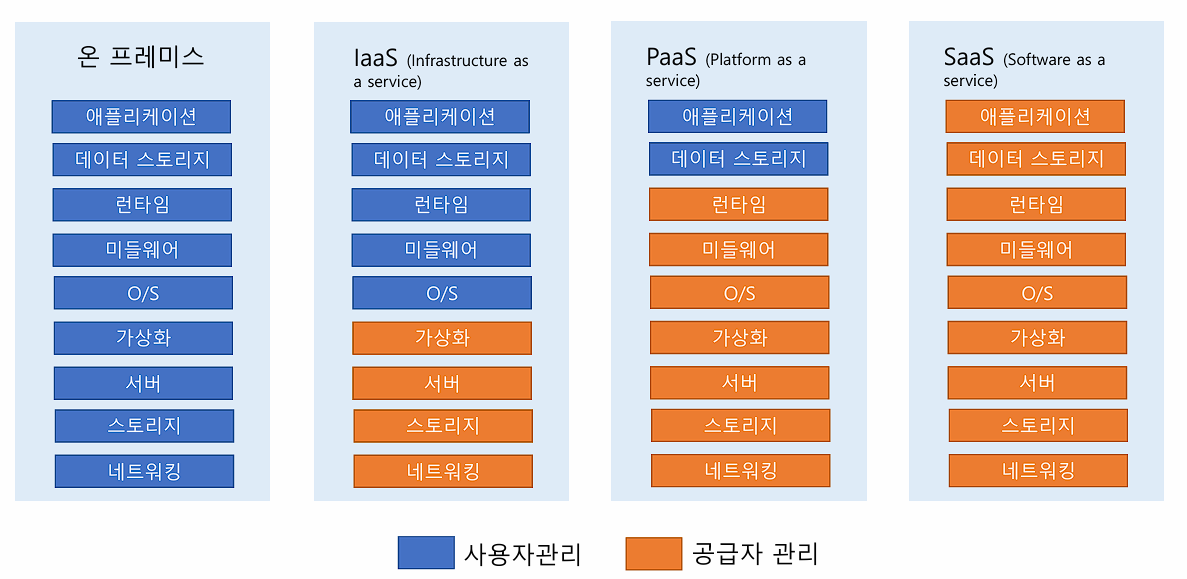 온 프레미스
애플리케이션
데이터 스토리지
런타임
미들웨어
O/S
가상화
서버
스토리지
네트워킹
IaaS (Infrastructure as
a service)
애플리케이션
데이터 스토리지
런타임
미들웨어
O/S
가상화
서버
스토리지
네트워킹
PaaS (Platform as a
service)
애플리케이션
데이터 스토리지
런타임
미들웨어
O/S
가상화
서버
스토리지
네트워킹
SaaS (Software as a
service)
애플리케이션
데이터 스토리지
런타임
미들웨어
O/S
가상화
서버
스토리지
네트워킹
사용자관리
공급자 관리